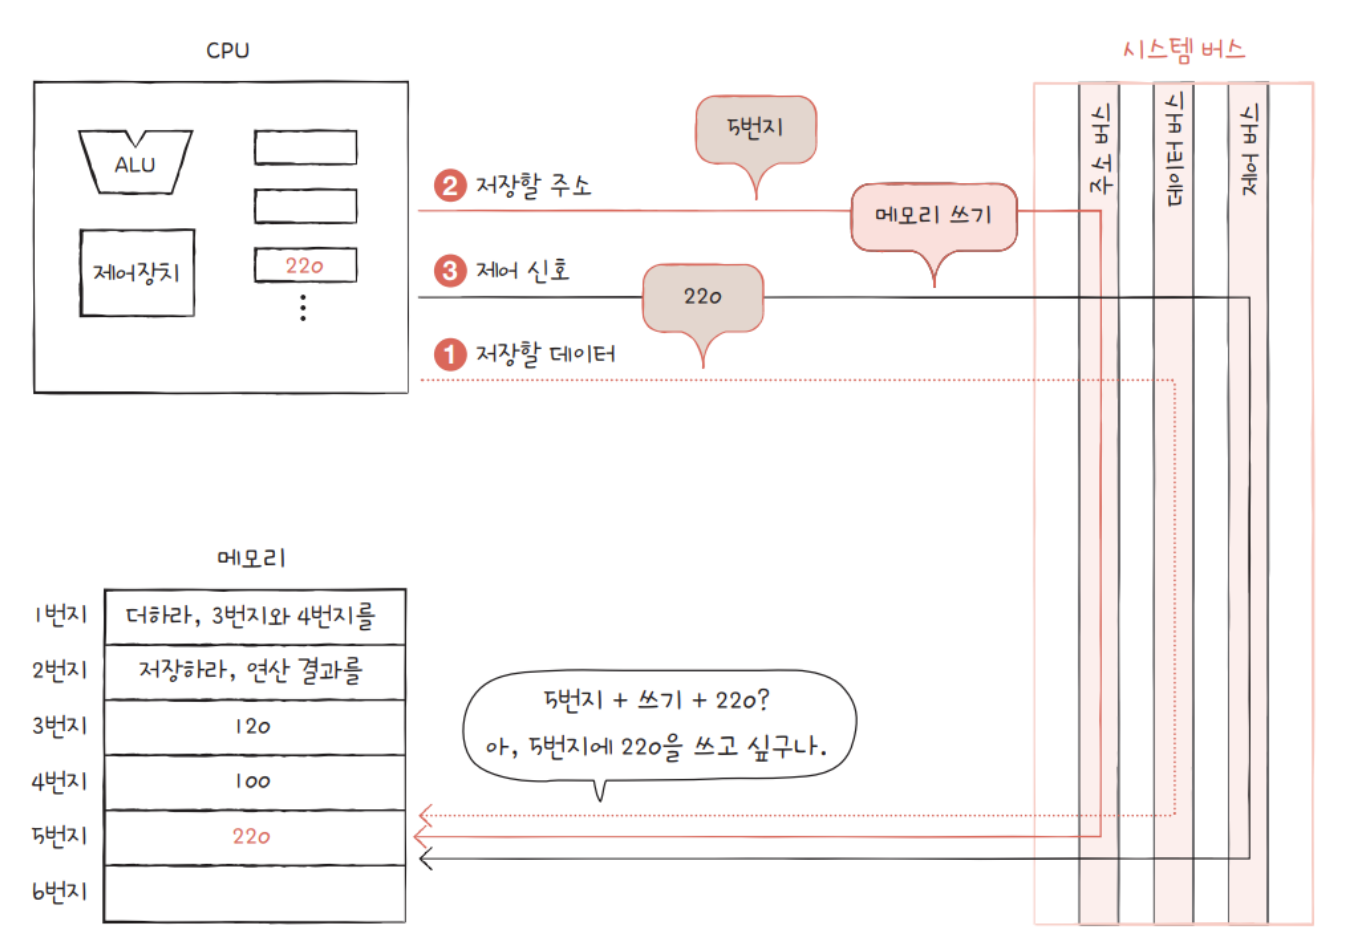 CPU
시스템 버스
ALU
제어장치
220
5번지
2 저장할 주소
메모리 쓰기
3 제어 신호
220
1 저장할 데이터
주소 버스
데이터 버스
제어 버스
메모리
1번지 더하라, 3번지와 4번지를
2번지 저장하라, 연산 결과를
3번지 120
4번지 100
5번지 220
6번지
5번지 + 쓰기 + 220?
아, 5번지에 220을 쓰고 싶구나.